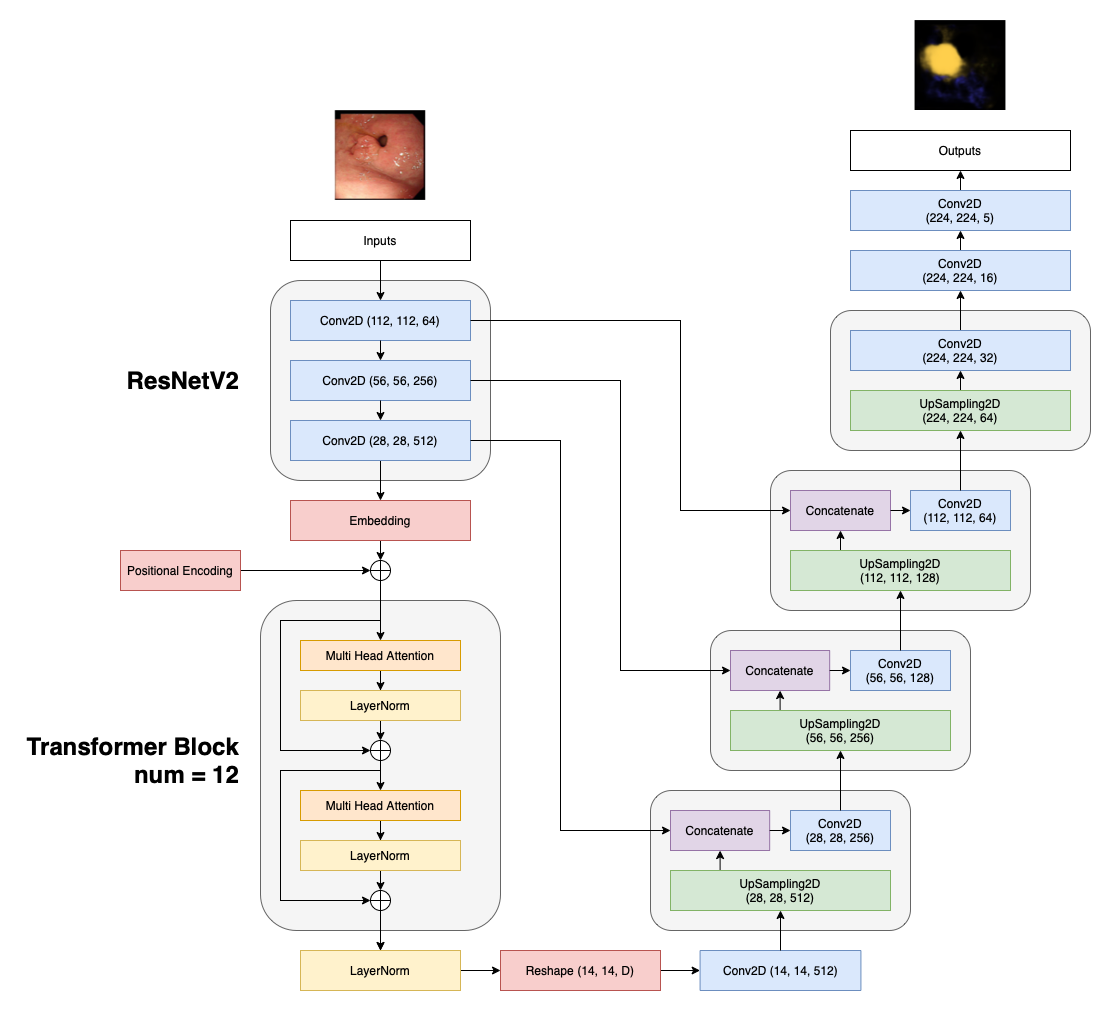 Inputs
ResNetV2
Conv2D (112, 112, 64)
Conv2D (56, 56, 256)
Conv2D (28, 28, 512)
Embedding
Positional Encoding
Transformer Block
num = 12
Multi Head Attention
LayerNorm
Multi Head Attention
LayerNorm
LayerNorm
Reshape (14, 14, D)
Conv2D (14, 14, 512)
UpSampling2D
(28, 28, 512)
Concatenate
Conv2D
(28, 28, 256)
UpSampling2D
(56, 56, 256)
Concatenate
Conv2D
(56, 56, 128)
UpSampling2D
(112, 112, 128)
Concatenate
Conv2D
(112, 112, 64)
UpSampling2D
(224, 224, 64)
Conv2D
(224, 224, 32)
Conv2D
(224, 224, 16)
Conv2D
(224, 224, 5)
Outputs